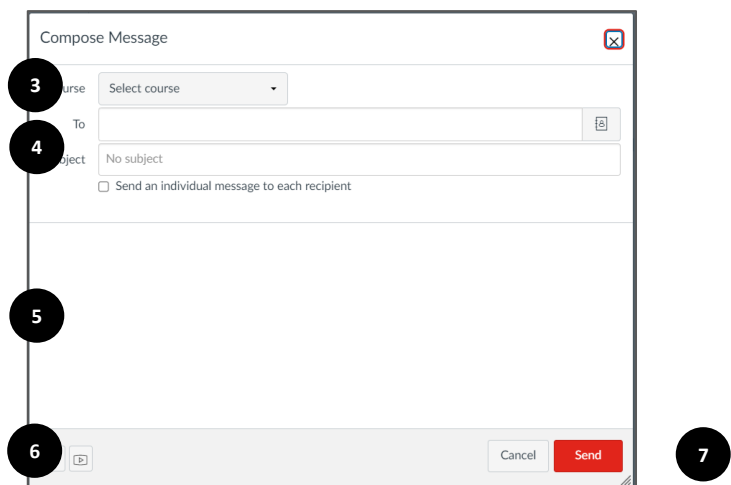 Compose Message
3 urse Select course
To
4
bject No subject
Send an individual message to each recipient
5
6 Cancel Send 7